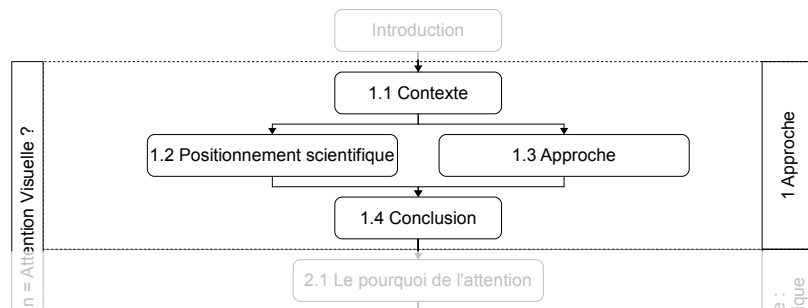 Introduction
1.1 Contexte
1.2 Positionnement scientifique
1.3 Approche
1.4 Conclusion
2.1 Le pourquoi de l'attention
= Attention Visuelle ?
1 Approche